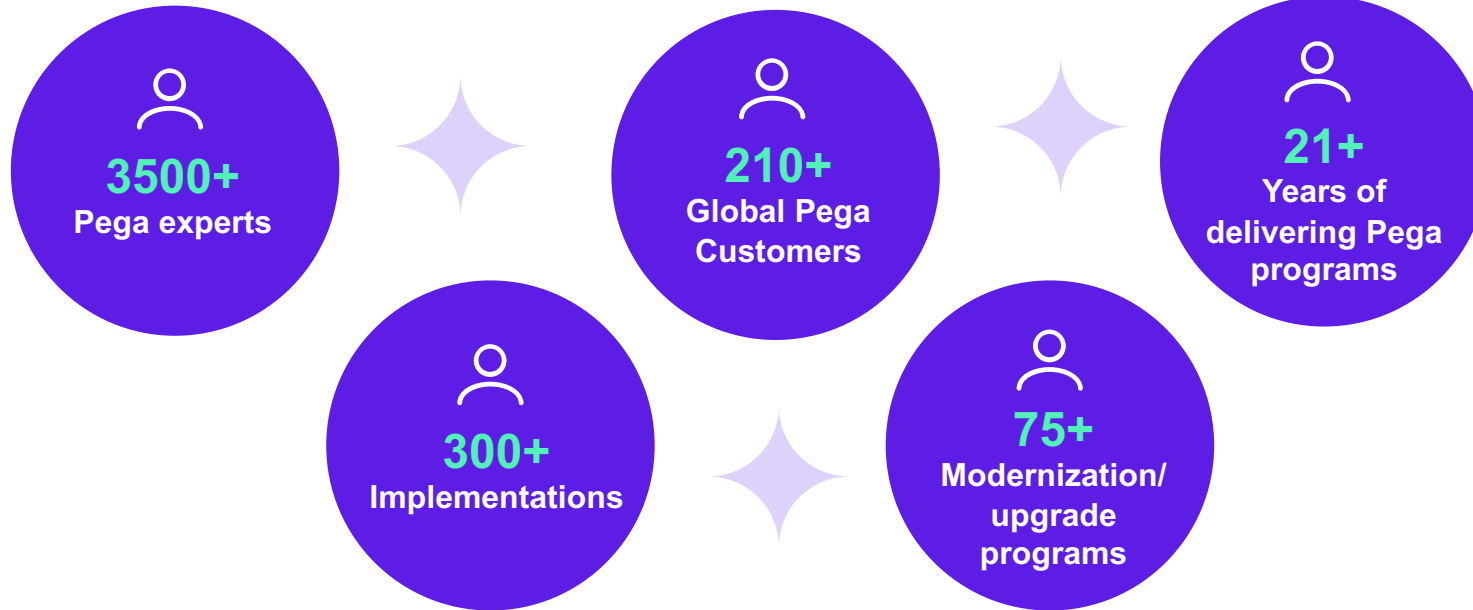 3500+
Pega experts
210+
Global Pega
Customers
21+
Years of
delivering Pega
programs
300+
Implementations
75+
Modernization/
upgrade
programs